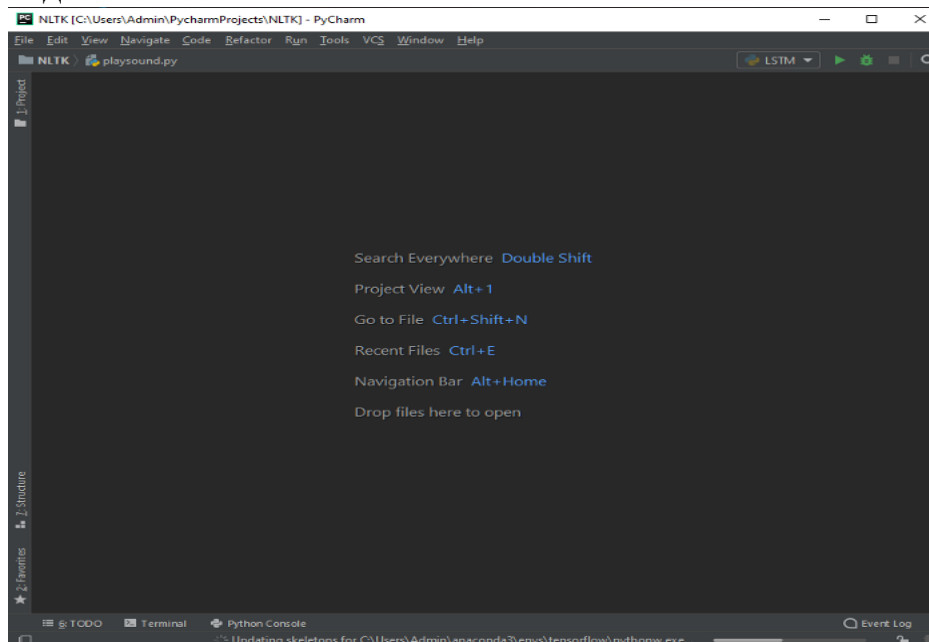 PC NLTK [C:\Users\Admin\PycharmProjects\NLTK] - PyCharm
File Edit View Navigate Code Refactor Run Tools VCS Window Help
NLTK playsound.py LSTM
1: Project
Search Everywhere Double Shift
Project View Alt+1
Go to File Ctrl+Shift+N
Recent Files Ctrl+E
Navigation Bar Alt+Home
Drop files here to open
7: Structure
2: Favorites
6: TODO Terminal Python Console Event Log
Updating skeletons for C:\Users\Admin\anaconda3\envs\tensorflow\pythonw.exe